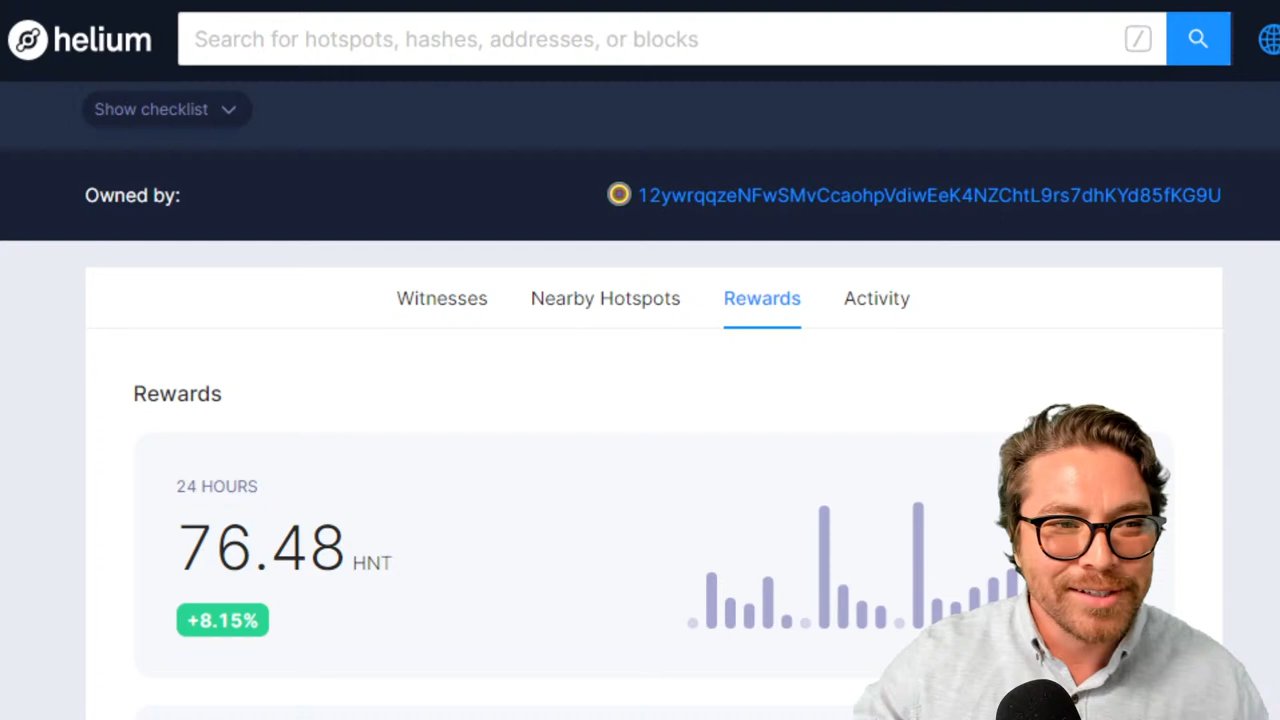 helium
Search for hotspots, hashes, addresses, or blocks
/
Show checklist
Owned by:
12ywrqqzeNFwSMvCcaohpVdiwEeK4NZChtL9rs7dhKYd85fKG9U
Witnesses
Nearby Hotspots
Rewards
Activity
Rewards
24 HOURS
76.48 HNT
+8.15%